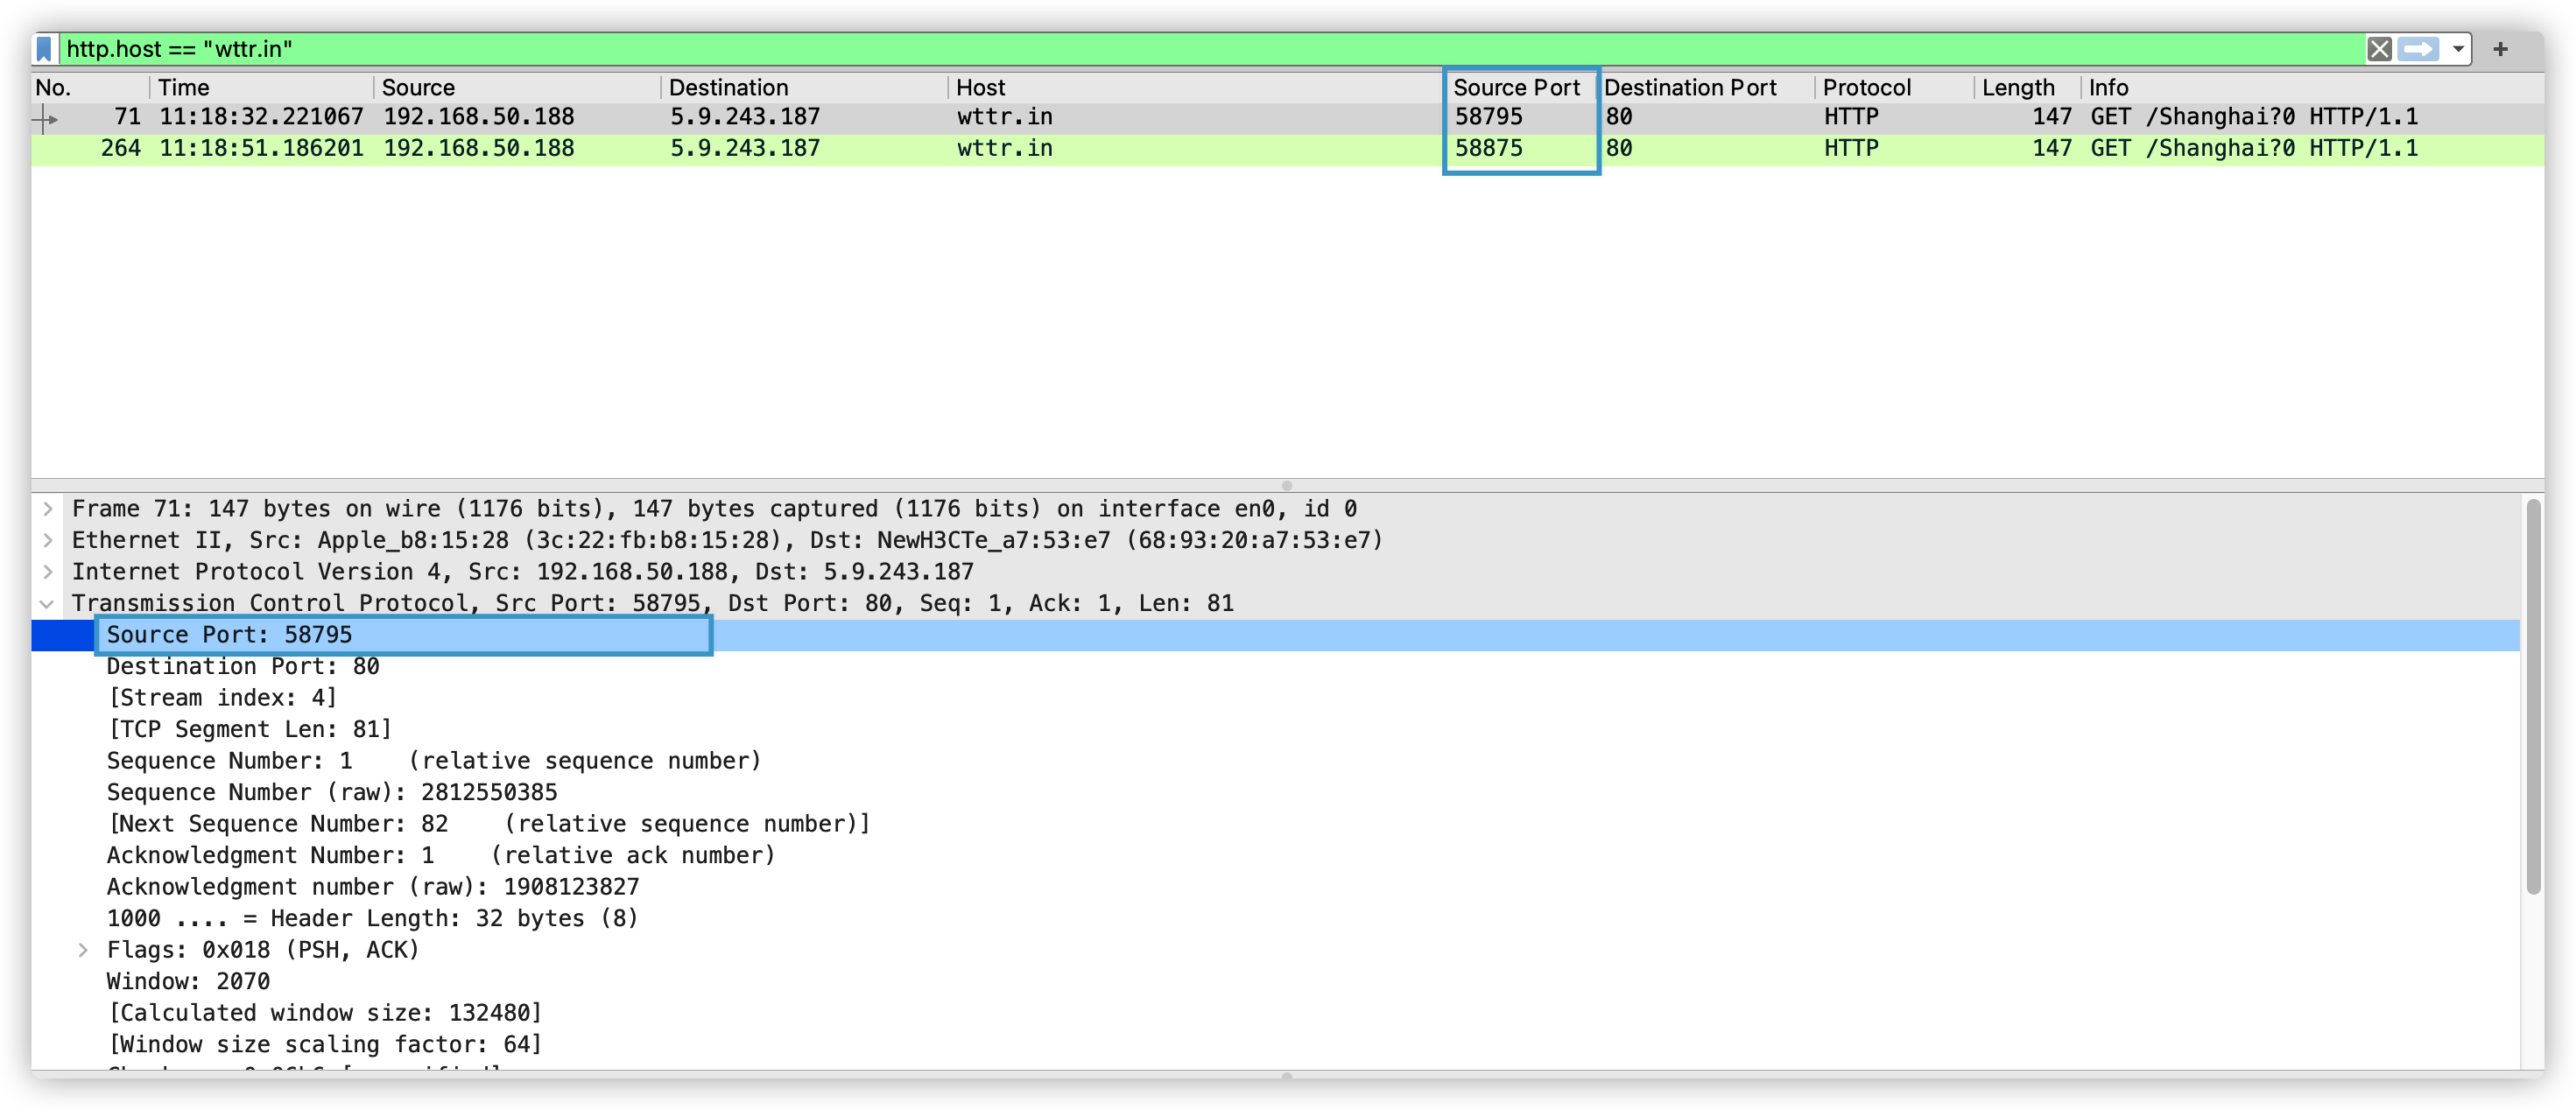 http.host == "wttr.in"
No. Time Source Destination Host Source Port Destination Port Protocol Length Info
71 11:18:32.221067 192.168.50.188 5.9.243.187 wttr.in 58795 80 HTTP 147 GET /Shanghai?0 HTTP/1.1
264 11:18:51.186201 192.168.50.188 5.9.243.187 wttr.in 58875 80 HTTP 147 GET /Shanghai?0 HTTP/1.1
Frame 71: 147 bytes on wire (1176 bits), 147 bytes captured (1176 bits) on interface en0, id 0
Ethernet II, Src: Apple_b8:15:28 (3c:22:fb:b8:15:28), Dst: NewH3CTe_a7:53:e7 (68:93:20:a7:53:e7)
Internet Protocol Version 4, Src: 192.168.50.188, Dst: 5.9.243.187
Transmission Control Protocol, Src Port: 58795, Dst Port: 80, Seq: 1, Ack: 1, Len: 81
Source Port: 58795
Destination Port: 80
[Stream index: 4]
[TCP Segment Len: 81]
Sequence Number: 1 (relative sequence number)
Sequence Number (raw): 2812550385
[Next Sequence Number: 82 (relative sequence number)]
Acknowledgment Number: 1 (relative ack number)
Acknowledgment number (raw): 1908123827
1000 .... = Header Length: 32 bytes (8)
Flags: 0x018 (PSH, ACK)
Window: 2070
[Calculated window size: 132480]
[Window size scaling factor: 64]